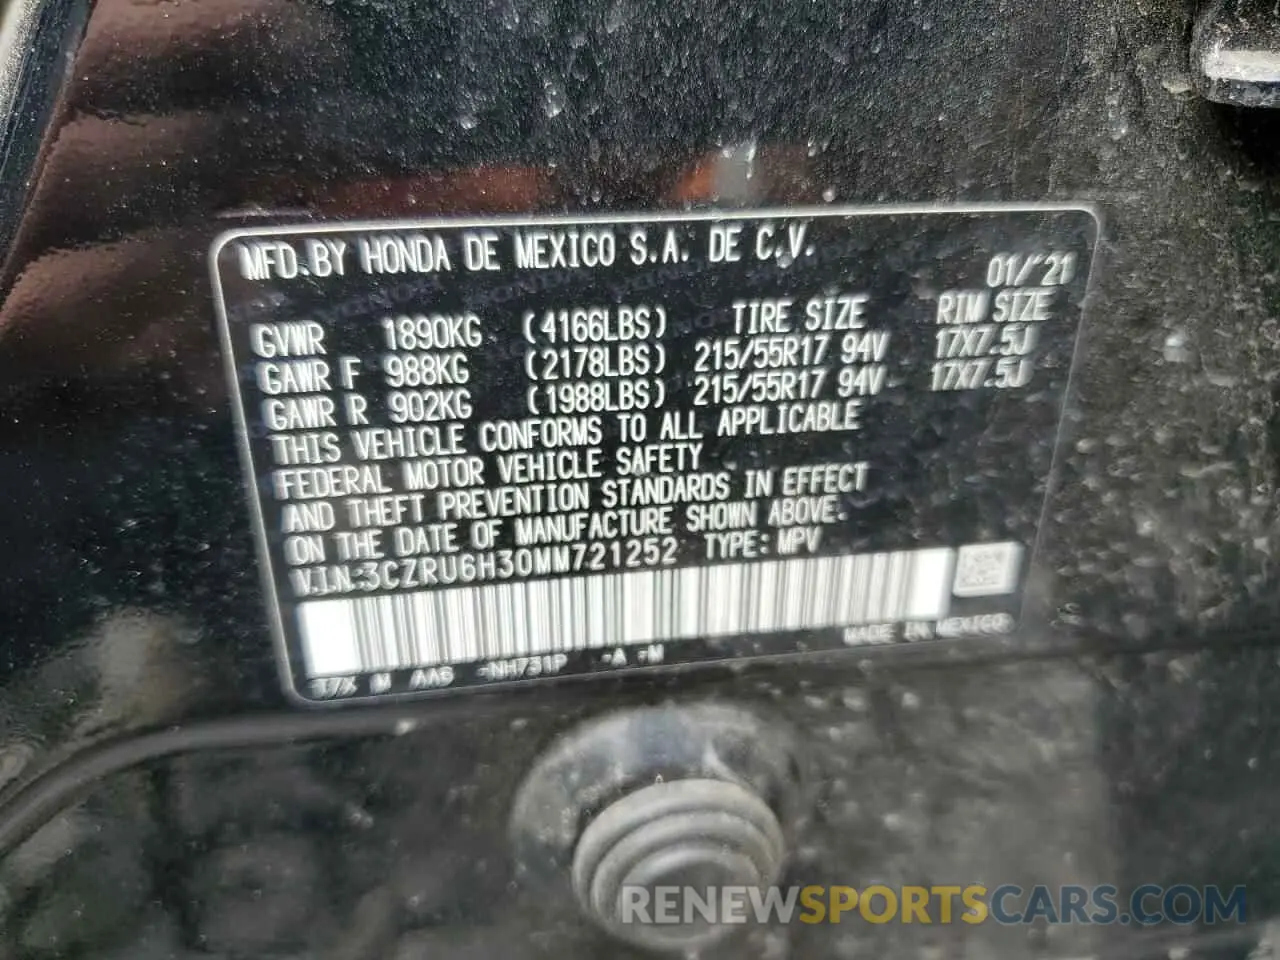 MFD.BY HONDA DE MEXICO S.A. DE C.V.
01/'21
GVWR 1890KG (4166LBS) TIRE SIZE RIM SIZE
GAWR F 988KG (2178LBS) 215/55R17 94V 17X7.5J
GAWR R 902KG (1988LBS) 215/55R17 94V 17X7.5J
THIS VEHICLE CONFORMS TO ALL APPLICABLE
FEDERAL MOTOR VEHICLE SAFETY
AND THEFT PREVENTION STANDARDS IN EFFECT
ON THE DATE OF MANUFACTURE SHOWN ABOVE.
V.I.N:3CZRU6H30MM721252 TYPE: MPV
MADE IN MEXICO
M -NH731P -A -M
RENEWSPORTSCARS.COM